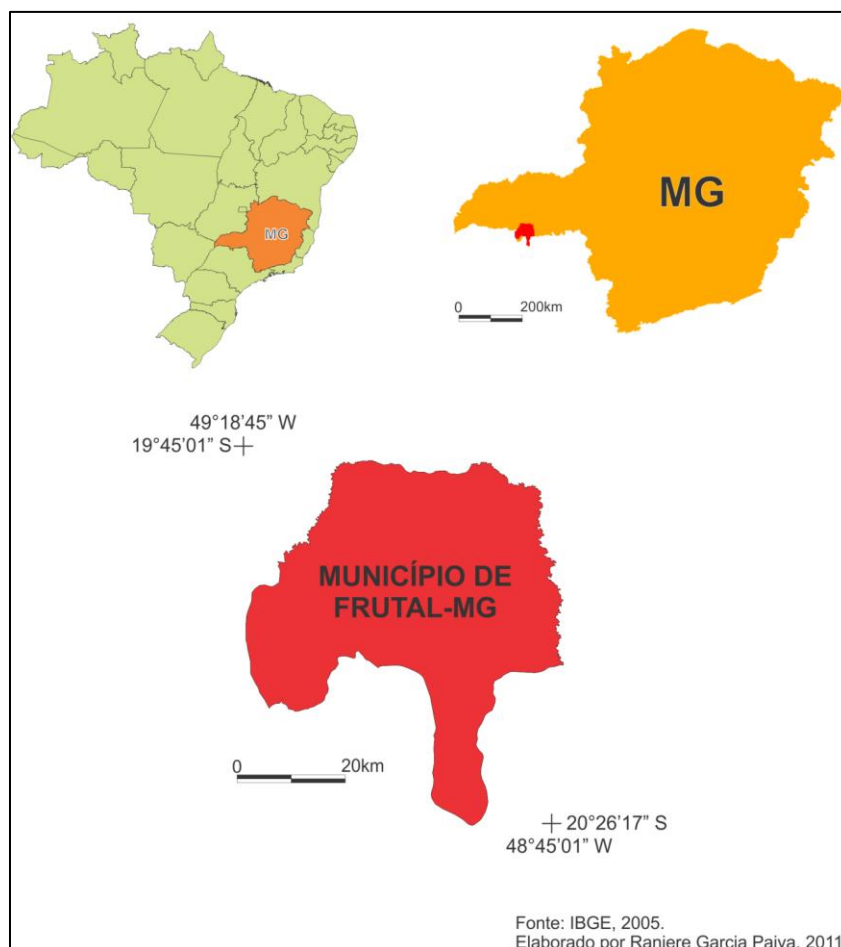 MG
MG
0 200km
49°18'45” W
19°45'01” S
MUNICÍPIO DE
FRUTAL-MG
0 20km
20°26'17” S
48°45'01” W
Fonte: IBGE, 2005.
Elaborado por Raniere Garcia Paiva, 2011